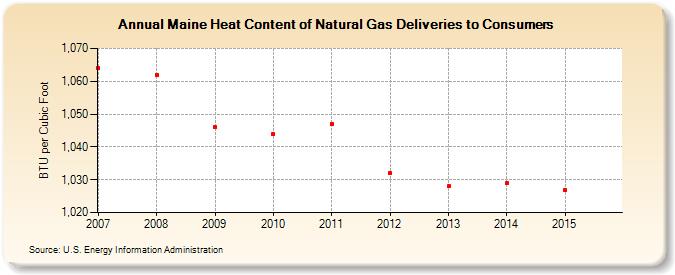 Annual Maine Heat Content of Natural Gas Deliveries to Consumers
BTU per Cubic Foot
1,070
1,060
1,050
1,040
1,030
1,020
2007 2008 2009 2010 2011 2012 2013 2014 2015
Source: U.S. Energy Information Administration